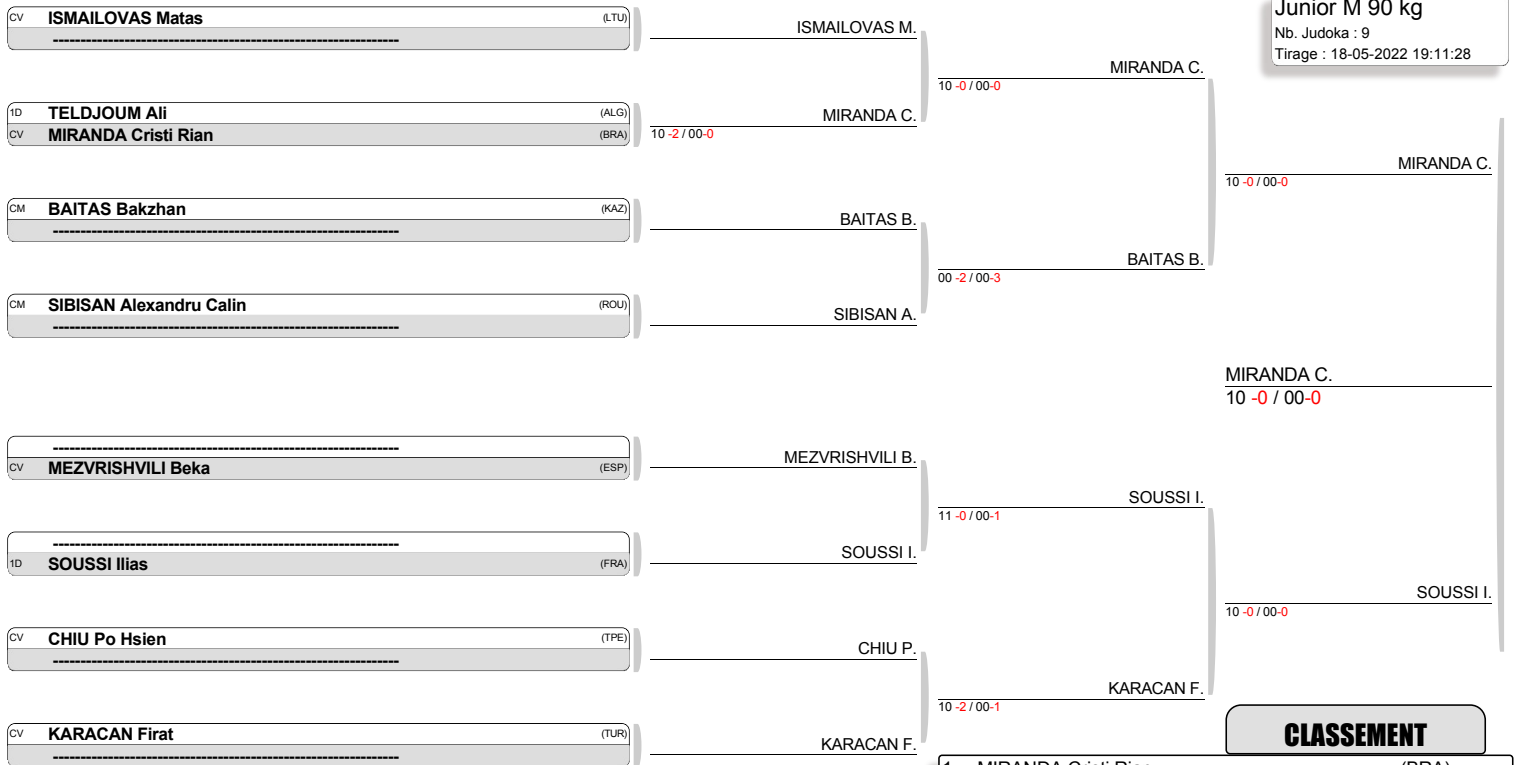 Junior M 90 kg
Nb. Judoka : 9
Tirage : 18-05-2022 19:11:28
CV ISMAILOVAS Matas (LTU)
----------------------------------------------------------------
1D TELDJOUM Ali (ALG)
CV MIRANDA Cristi Rian (BRA)
CM BAITAS Bakzhan (KAZ)
----------------------------------------------------------------
CM SIBISAN Alexandru Calin (ROU)
----------------------------------------------------------------
----------------------------------------------------------------
CV MEZVRISHVILI Beka (ESP)
----------------------------------------------------------------
1D SOUSSI Ilias (FRA)
CV CHIU Po Hsien (TPE)
----------------------------------------------------------------
CV KARACAN Firat (TUR)
----------------------------------------------------------------
ISMAILOVAS M.
MIRANDA C.
10 -2 / 00-0
BAITAS B.
SIBISAN A.
MEZVRISHVILI B.
SOUSSI I.
CHIU P.
KARACAN F.
MIRANDA C.
10 -0 / 00-0
BAITAS B.
00 -2 / 00-3
SOUSSI I.
11 -0 / 00-1
KARACAN F.
10 -2 / 00-1
MIRANDA C.
10 -0 / 00-0
MIRANDA C.
10 -0 / 00-0
SOUSSI I.
10 -0 / 00-0
CLASSEMENT
1 MIRANDA Cristi Rian (BRA)